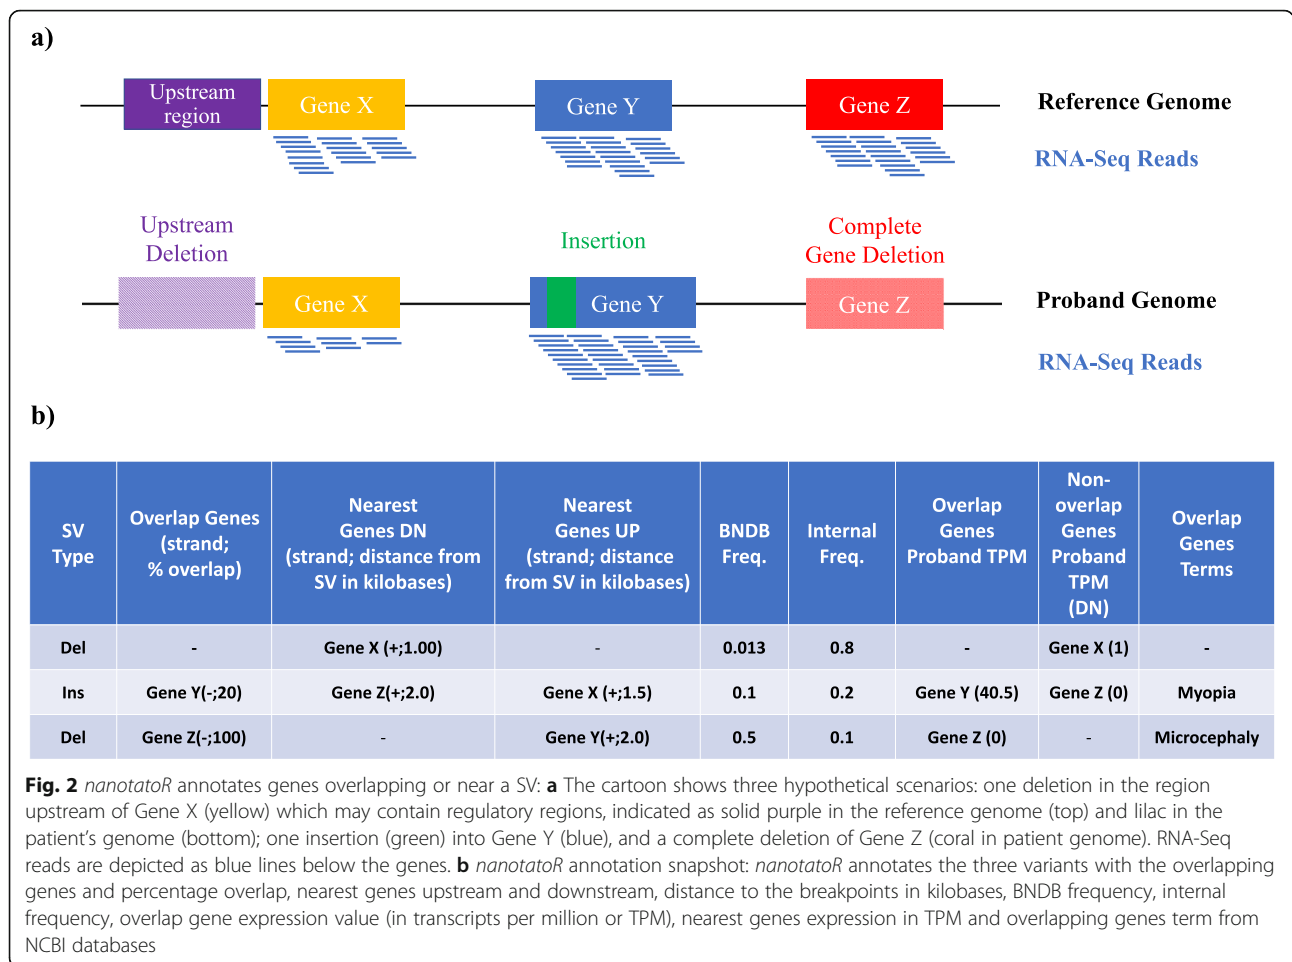 a)
Upstream
region
Gene X
Gene Y
Gene Z
Reference Genome
RNA-Seq Reads
Upstream
Deletion
Insertion
Complete
Gene Deletion
Gene X
Gene Y
Gene Z
Proband Genome
RNA-Seq Reads
b)
SV
Type
Overlap Genes
(strand;
% overlap)
Nearest
Genes DN
(strand; distance from
SV in kilobases)
Nearest
Genes UP
(strand; distance
from SV in kilobases)
BNDB
Freq.
Internal
Freq.
Overlap
Genes
Proband TPM
Non-
overlap
Genes
Proband
TPM
(DN)
Overlap
Genes
Terms
Del - Gene X (+;1.00) - 0.013 0.8 - Gene X (1) -
Ins Gene Y(-;20) Gene Z(+;2.0) Gene X (+;1.5) 0.1 0.2 Gene Y (40.5) Gene Z (0) Myopia
Del Gene Z(-;100) - Gene Y(+;2.0) 0.5 0.1 Gene Z (0) - Microcephaly
Fig. 2 nanotatoR annotates genes overlapping or near a SV: a The cartoon shows three hypothetical scenarios: one deletion in the region
upstream of Gene X (yellow) which may contain regulatory regions, indicated as solid purple in the reference genome (top) and lilac in the
patient's genome (bottom); one insertion (green) into Gene Y (blue), and a complete deletion of Gene Z (coral in patient genome). RNA-Seq
reads are depicted as blue lines below the genes. b nanotatoR annotation snapshot: nanotatoR annotates the three variants with the overlapping
genes and percentage overlap, nearest genes upstream and downstream, distance to the breakpoints in kilobases, BNDB frequency, internal
frequency, overlap gene expression value (in transcripts per million or TPM), nearest genes expression in TPM and overlapping genes term from
NCBI databases